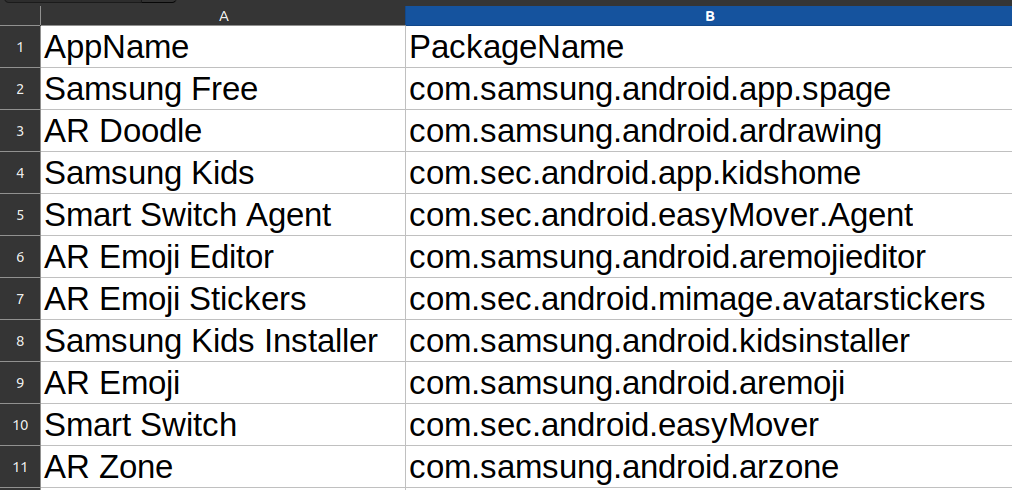 A B
1 AppName PackageName
2 Samsung Free com.samsung.android.app.spage
3 AR Doodle com.samsung.android.ardrawing
4 Samsung Kids com.sec.android.app.kidshome
5 Smart Switch Agent com.sec.android.easyMover.Agent
6 AR Emoji Editor com.samsung.android.aremojieditor
7 AR Emoji Stickers com.sec.android.mimage.avatarstickers
8 Samsung Kids Installer com.samsung.android.kidsinstaller
9 AR Emoji com.samsung.android.aremoji
10 Smart Switch com.sec.android.easyMover
11 AR Zone com.samsung.android.arzone